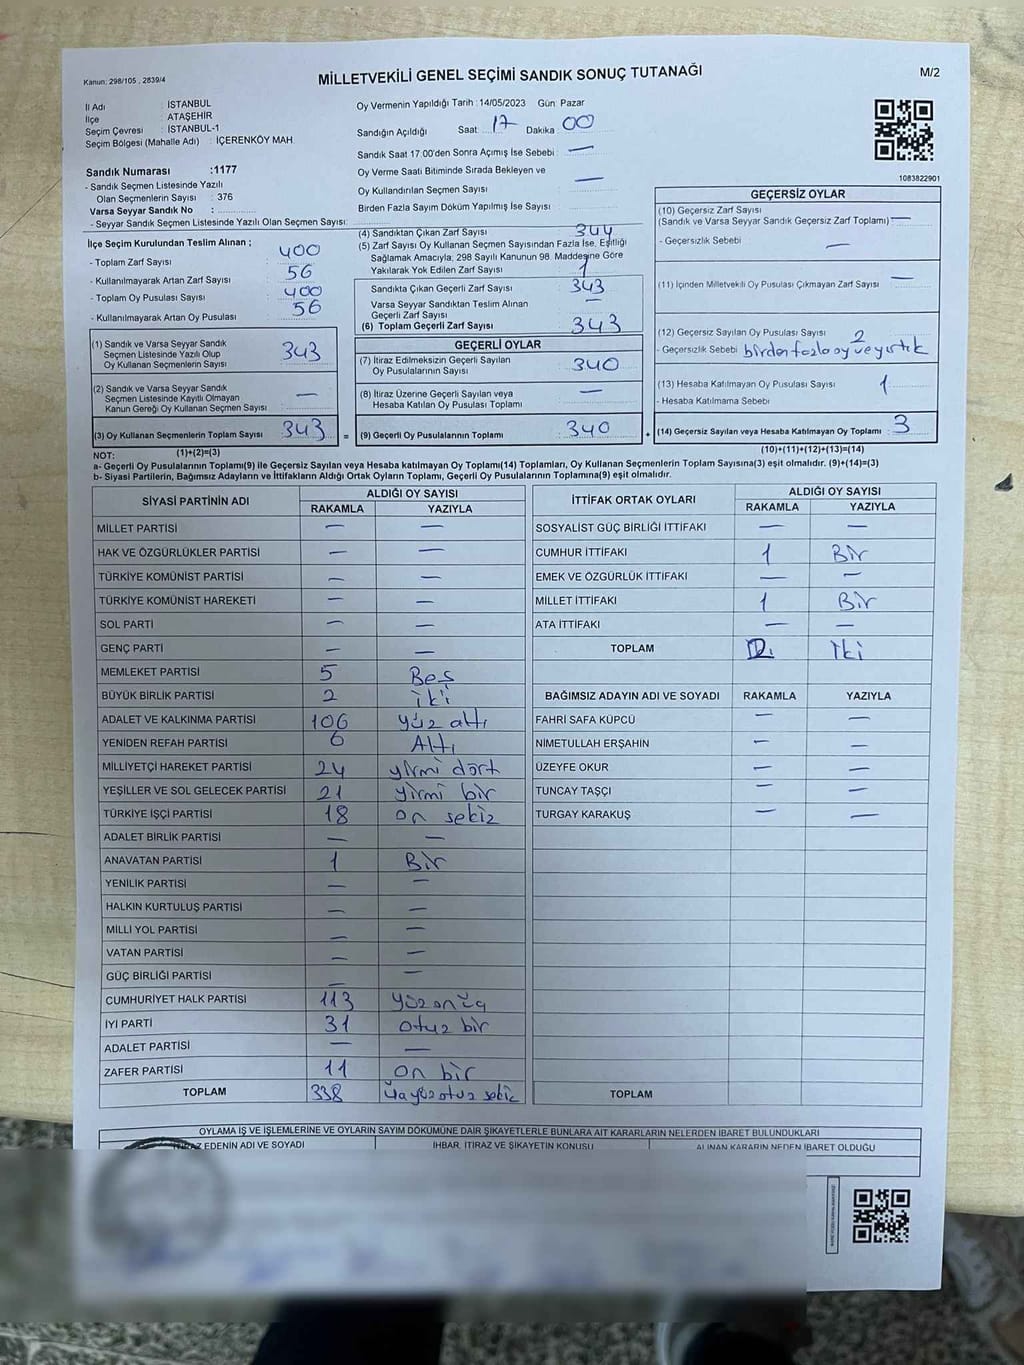 Kanun: 298/105 , 2839/4
MİLLETVEKİLİ GENEL SEÇİMİ SANDIK SONUÇ TUTANAĞI
M/2
İl Adı : İSTANBUL
İlçe : ATAŞEHİR
Seçim Çevresi : İSTANBUL-1
Seçim Bölgesi (Mahalle Adı) : İÇERENKÖY MAH
Sandık Numarası :1177
- Sandık Seçmen Listesinde Yazılı
Olan Seçmenlerin Sayısı : 376
Varsa Seyyar Sandık No :
- Seyyar Sandık Seçmen Listesinde Yazılı Olan Seçmen Sayısı:
Oy Vermenin Yapıldığı Tarih :14/05/2023 Gün: Pazar
Sandığın Açıldığı Saat 17 Dakika 00
Sandık Saat 17.00'den Sonra Açımış İse Sebebi : —
Oy Verme Saati Bitiminde Sırada Bekleyen ve
Oy Kullandırılan Seçmen Sayısı : —
Birden Fazla Sayım Döküm Yapılmış İse Sayısı :
1083822901
İlçe Seçim Kurulundan Teslim Alınan ;
- Toplam Zarf Sayısı : 400
- Kullanılmayarak Artan Zarf Sayısı : 56
- Toplam Oy Pusulası Sayısı : 400
- Kullanılmayarak Artan Oy Pusulası : 56
(4) Sandıktan Çıkan Zarf Sayısı : 344
(5) Zarf Sayısı Oy Kullanan Seçmen Sayısından Fazla İse, Eşitliği
Sağlamak Amacıyla; 298 Sayılı Kanunun 98. Maddesine Göre
Yakılarak Yok Edilen Zarf Sayısı : 1
Sandıkta Çıkan Geçerli Zarf Sayısı : 343
Varsa Seyyar Sandıktan Teslim Alınan
Geçerli Zarf Sayısı : —
(6) Toplam Geçerli Zarf Sayısı : 343
GEÇERSİZ OYLAR
(10) Geçersiz Zarf Sayısı
(Sandık ve Varsa Seyyar Sandık Geçersiz Zarf Toplamı) : —
- Geçersizlik Sebebi : —
(11) İçinden Milletvekili Oy Pusulası Çıkmayan Zarf Sayısı : —
(12) Geçersiz Sayılan Oy Pusulası Sayısı : 2
- Geçersizlik Sebebi birden fazla oy ve yırtık
(13) Hesaba Katılmayan Oy Pusulası Sayısı : 1
- Hesaba Katılmama Sebebi :
(14) Geçersiz Sayılan veya Hesaba Katılmayan Oy Toplamı : 3
(10)+(11)+(12)+(13)=(14)
(1) Sandık ve Varsa Seyyar Sandık
Seçmen Listesinde Yazılı Olup
Oy Kullanan Seçmenlerin Sayısı : 343
(2) Sandık ve Varsa Seyyar Sandık
Seçmen Listesinde Kayıtlı Olmayan
Kanun Gereği Oy Kullanan Seçmen Sayısı : —
(3) Oy Kullanan Seçmenlerin Toplam Sayısı : 343 =
(1)+(2)=(3)
GEÇERLİ OYLAR
(7) İtiraz Edilmeksizin Geçerli Sayılan
Oy Pusulalarının Sayısı : 340
(8) İtiraz Üzerine Geçerli Sayılan veya
Hesaba Katılan Oy Pusulası Toplamı : —
(9) Geçerli Oy Pusulalarının Toplamı : 340 +
NOT:
a- Geçerli Oy Pusulalarının Toplamı(9) ile Geçersiz Sayılan veya Hesaba katılmayan Oy Toplamı(14) Toplamları, Oy Kullanan Seçmenlerin Toplam Sayısına(3) eşit olmalıdır. (9)+(14)=(3)
b- Siyasi Partilerin, Bağımsız Adayların ve İttifakların Aldığı Ortak Oyların Toplamı, Geçerli Oy Pusulalarının Toplamına(9) eşit olmalıdır.
SİYASİ PARTİNİN ADI ALDIĞI OY SAYISI
RAKAMLA YAZIYLA
MİLLET PARTİSİ — —
HAK VE ÖZGÜRLÜKLER PARTİSİ — —
TÜRKİYE KOMÜNİST PARTİSİ — —
TÜRKİYE KOMÜNİST HAREKETİ — —
SOL PARTİ — —
GENÇ PARTİ — —
MEMLEKET PARTİSİ 5 Beş
BÜYÜK BİRLİK PARTİSİ 2 iki
ADALET VE KALKINMA PARTİSİ 106 yüz altı
YENİDEN REFAH PARTİSİ 6 Altı
MİLLİYETÇİ HAREKET PARTİSİ 24 yirmi dört
YEŞİLLER VE SOL GELECEK PARTİSİ 21 yirmi bir
TÜRKİYE İŞÇİ PARTİSİ 18 on sekiz
ADALET BİRLİK PARTİSİ — —
ANAVATAN PARTİSİ 1 Bir
YENİLİK PARTİSİ — —
HALKIN KURTULUŞ PARTİSİ — —
MİLLİ YOL PARTİSİ — —
VATAN PARTİSİ — —
GÜÇ BİRLİĞİ PARTİSİ — —
CUMHURİYET HALK PARTİSİ 113 yüz onüç
İYİ PARTİ 31 otuz bir
ADALET PARTİSİ — —
ZAFER PARTİSİ 11 on bir
TOPLAM 338 üçyüzotuz sekiz
İTTİFAK ORTAK OYLARI ALDIĞI OY SAYISI
RAKAMLA YAZIYLA
SOSYALİST GÜÇ BİRLİĞİ İTTİFAKI — —
CUMHUR İTTİFAKI 1 Bir
EMEK VE ÖZGÜRLÜK İTTİFAKI — —
MİLLET İTTİFAKI 1 Bir
ATA İTTİFAKI — —
TOPLAM 2 iki
BAĞIMSIZ ADAYIN ADI VE SOYADI RAKAMLA YAZIYLA
FAHRİ SAFA KÜPCÜ — —
NİMETULLAH ERŞAHİN — —
ÜZEYFE OKUR — —
TUNCAY TAŞÇI — —
TURGAY KARAKUŞ — —
TOPLAM
OYLAMA İŞ VE İŞLEMLERİNE VE OYLARIN SAYIM DÖKÜMÜNE DAİR ŞİKAYETLERLE BUNLARA AİT KARARLARIN NELERDEN İBARET BULUNDUKLARI
EDENİN ADI VE SOYADI İHBAR, İTİRAZ VE ŞİKAYETİN KONUSU ALINAN KARARIN NEDEN İBARET OLDUĞU